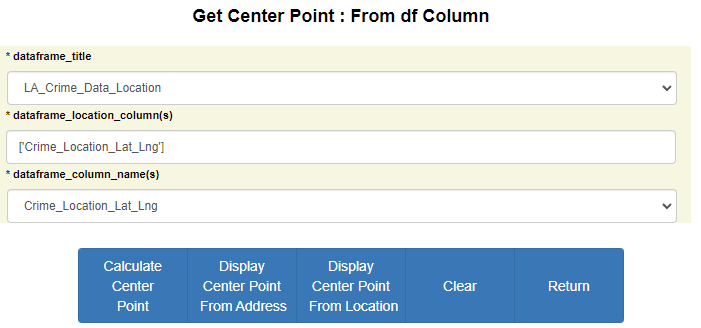 Get Center Point : From df Column
* dataframe_title
LA_Crime_Data_Location
* dataframe_location_column(s)
['Crime_Location_Lat_Lng']
* dataframe_column_name(s)
Crime_Location_Lat_Lng
Calculate
Center
Point
Display
Center Point
From Address
Display
Center Point
From Location
Clear
Return